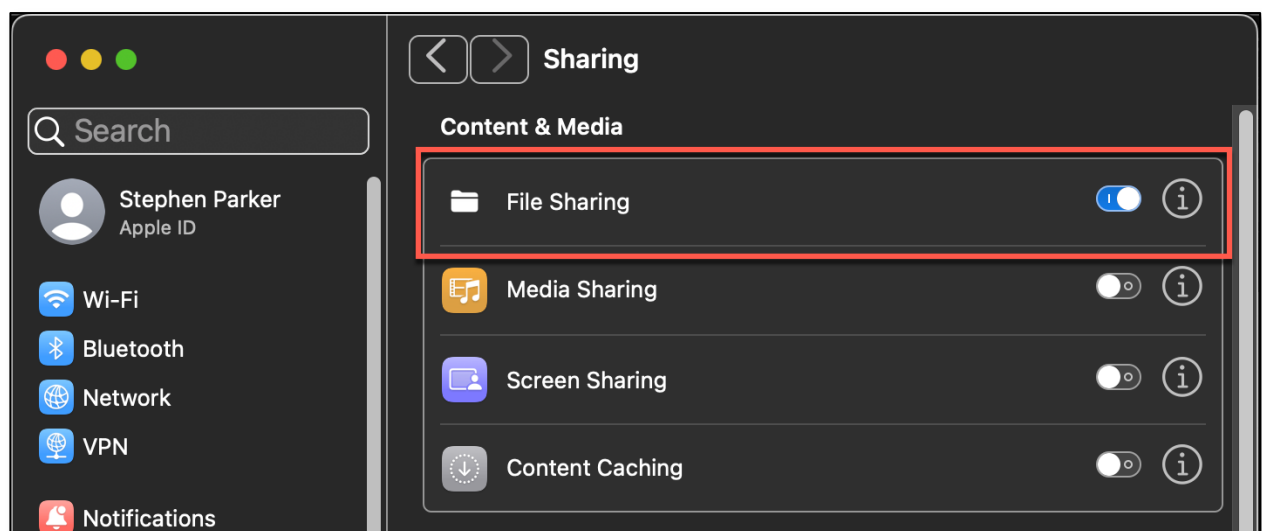 Search
Stephen Parker
Apple ID
Wi-Fi
Bluetooth
Network
VPN
Notifications
Sharing
Content & Media
File Sharing
Media Sharing
Screen Sharing
Content Caching